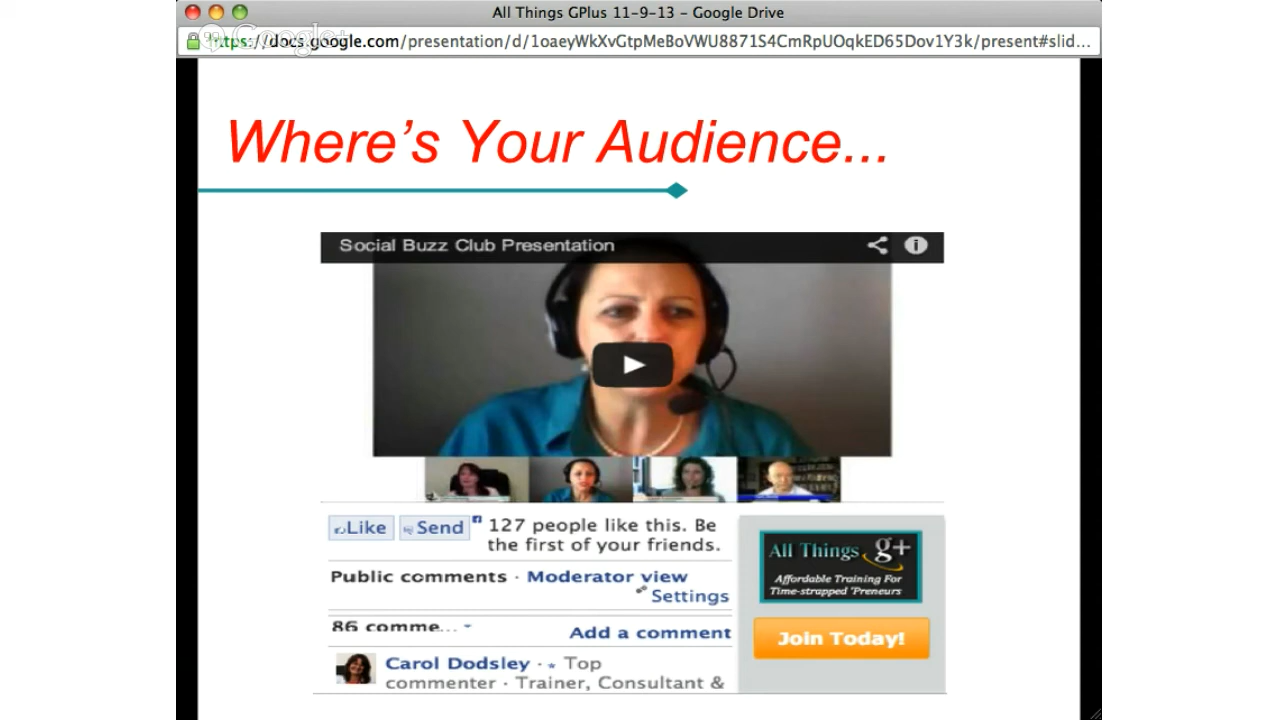 All Things GPlus 11-9-13 – Google Drive
https://docs.google.com/presentation/d/1oaeyWkXvGtpMeBoVWU8871S4CmRpUOqkED65Dov1Y3k/present#slid...
Google+
Where's Your Audience...
Social Buzz Club Presentation
Like Send 127 people like this. Be
the first of your friends.
Public comments · Moderator view
Settings
86 comme...
Add a comment
Carol Dodsley · Top
commenter · Trainer, Consultant &
All Things g+
Affordable Training For
Time-strapped 'Preneurs
Join Today!